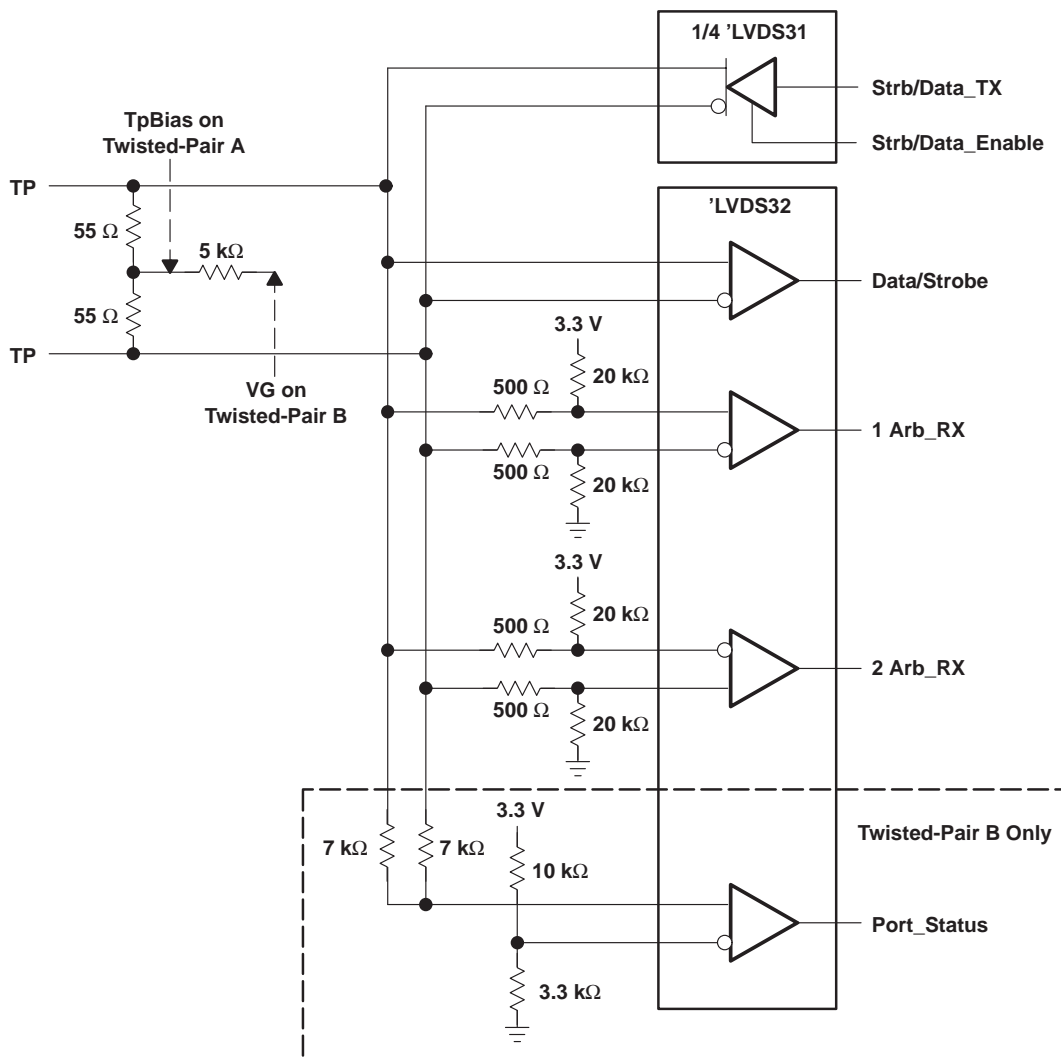 1/4 'LVDS31
Strb/Data_TX
Strb/Data_Enable
TpBias on
Twisted-Pair A
TP
'LVDS32
55 Ω
5 kΩ
Data/Strobe
55 Ω
3.3 V
TP
20 kΩ
500 Ω
VG on
Twisted-Pair B
1 Arb_RX
500 Ω
20 kΩ
3.3 V
20 kΩ
500 Ω
2 Arb_RX
500 Ω
20 kΩ
3.3 V
Twisted-Pair B Only
7 kΩ
7 kΩ
10 kΩ
Port_Status
3.3 kΩ